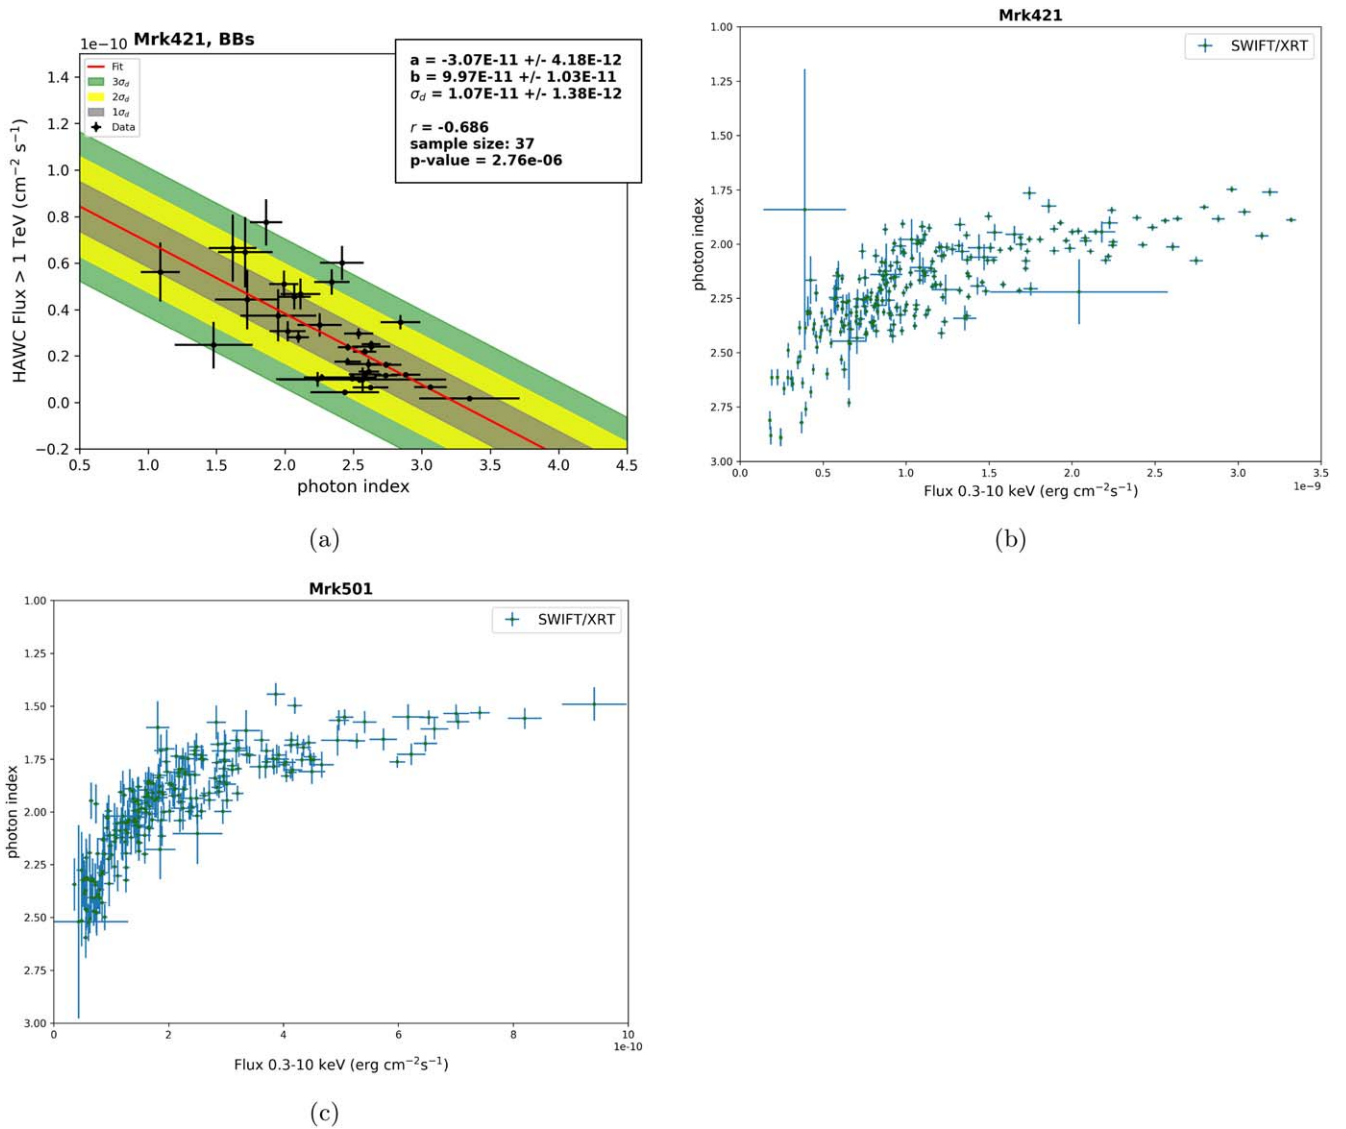 1e−10 Mrk421, BBs
a = -3.07E-11 +/- 4.18E-12
b = 9.97E-11 +/- 1.03E-11
σd = 1.07E-11 +/- 1.38E-12
r = -0.686
sample size: 37
p-value = 2.76e-06
Fit
3σd
2σd
1σd
Data
HAWC Flux > 1 TeV (cm−2 s−1)
1.4
1.2
1.0
0.8
0.6
0.4
0.2
0.0
−0.2
0.5 1.0 1.5 2.0 2.5 3.0 3.5 4.0 4.5
photon index
(a)
Mrk421
SWIFT/XRT
photon index
1.00
1.25
1.50
1.75
2.00
2.25
2.50
2.75
3.00
0.0 0.5 1.0 1.5 2.0 2.5 3.0 3.5
1e−9
Flux 0.3-10 keV (erg cm−2s−1)
(b)
Mrk501
SWIFT/XRT
photon index
1.00
1.25
1.50
1.75
2.00
2.25
2.50
2.75
3.00
0 2 4 6 8 10
1e-10
Flux 0.3-10 keV (erg cm−2s−1)
(c)